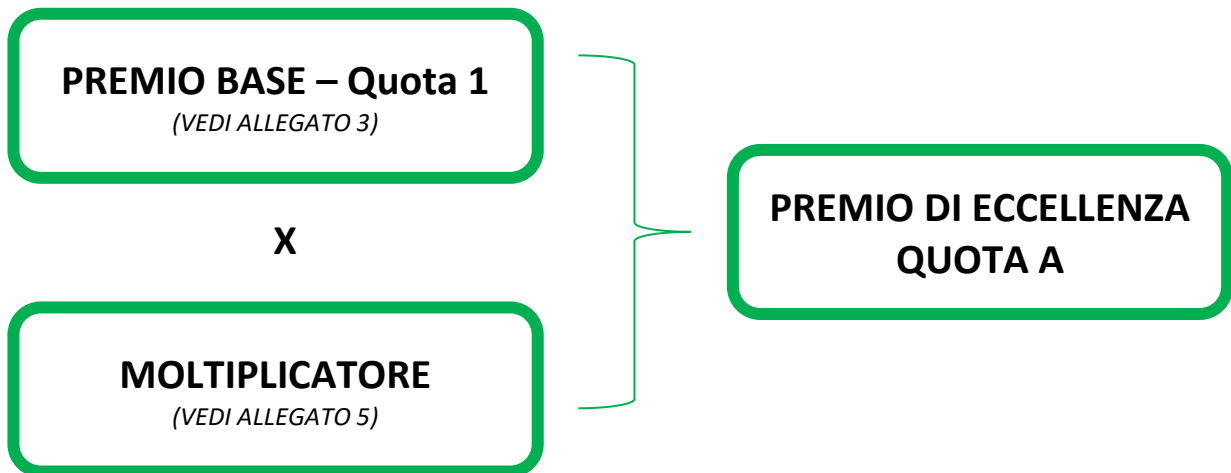 PREMIO BASE – Quota 1
(VEDI ALLEGATO 3)
X
MOLTIPLICATORE
(VEDI ALLEGATO 5)
PREMIO DI ECCELLENZA
QUOTA A